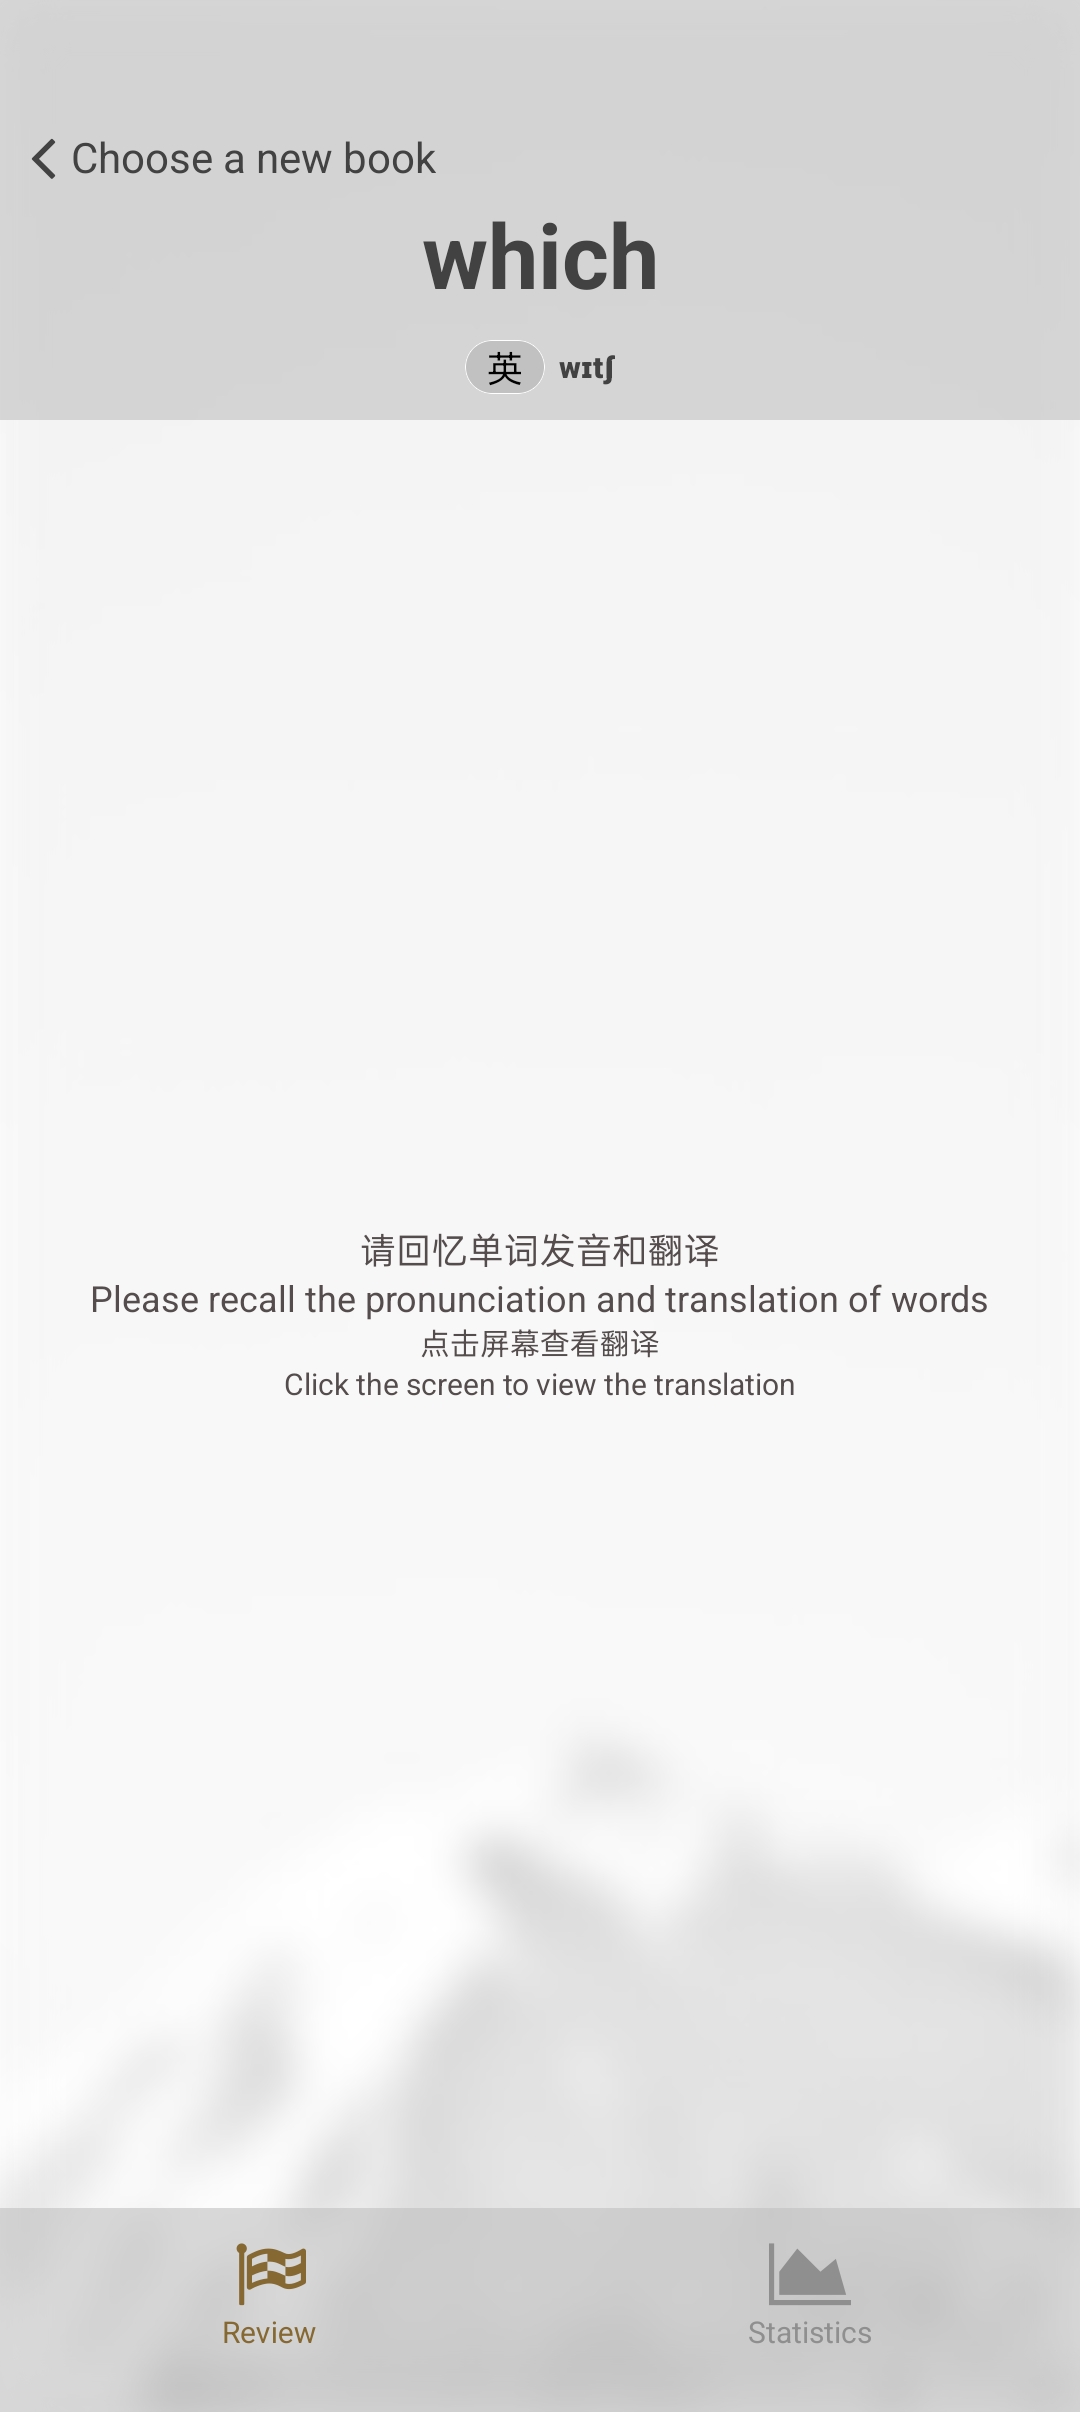 Choose a new book
which
英 wɪtʃ
请回忆单词发音和翻译
Please recall the pronunciation and translation of words
点击屏幕查看翻译
Click the screen to view the translation
Review
Statistics